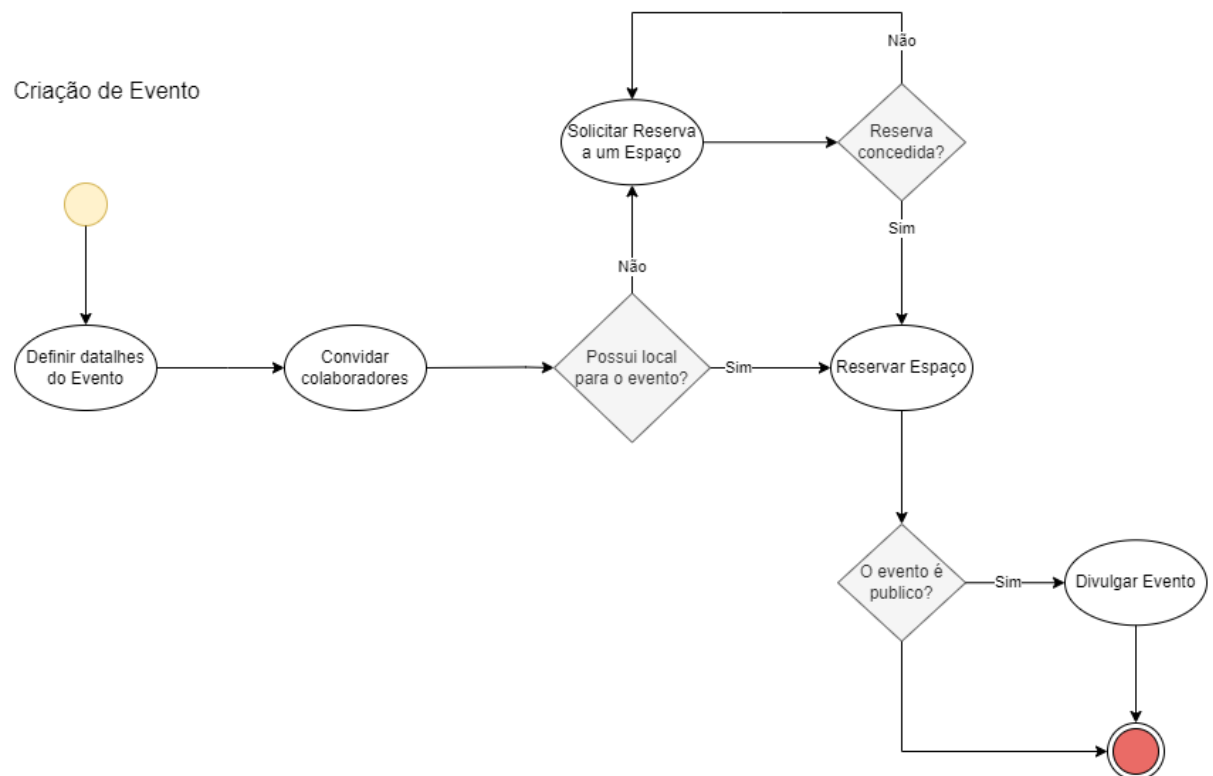 Criação de Evento
Não
Solicitar Reserva
a um Espaço
Reserva
concedida?
Sim
Não
Definir datalhes
do Evento
Convidar
colaboradores
Possui local
para o evento?
Sim
Reservar Espaço
O evento é
publico?
Sim
Divulgar Evento